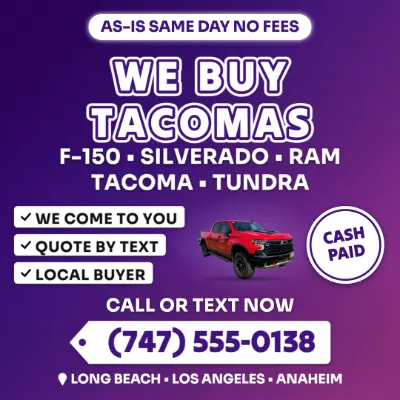 AS-IS SAME DAY NO FEES
WE BUY
TACOMAS
F-150 • SILVERADO • RAM
TACOMA • TUNDRA
✓ WE COME TO YOU
✓ QUOTE BY TEXT
✓ LOCAL BUYER
CASH
PAID
CALL OR TEXT NOW
(747) 555-0138
LONG BEACH • LOS ANGELES • ANAHEIM